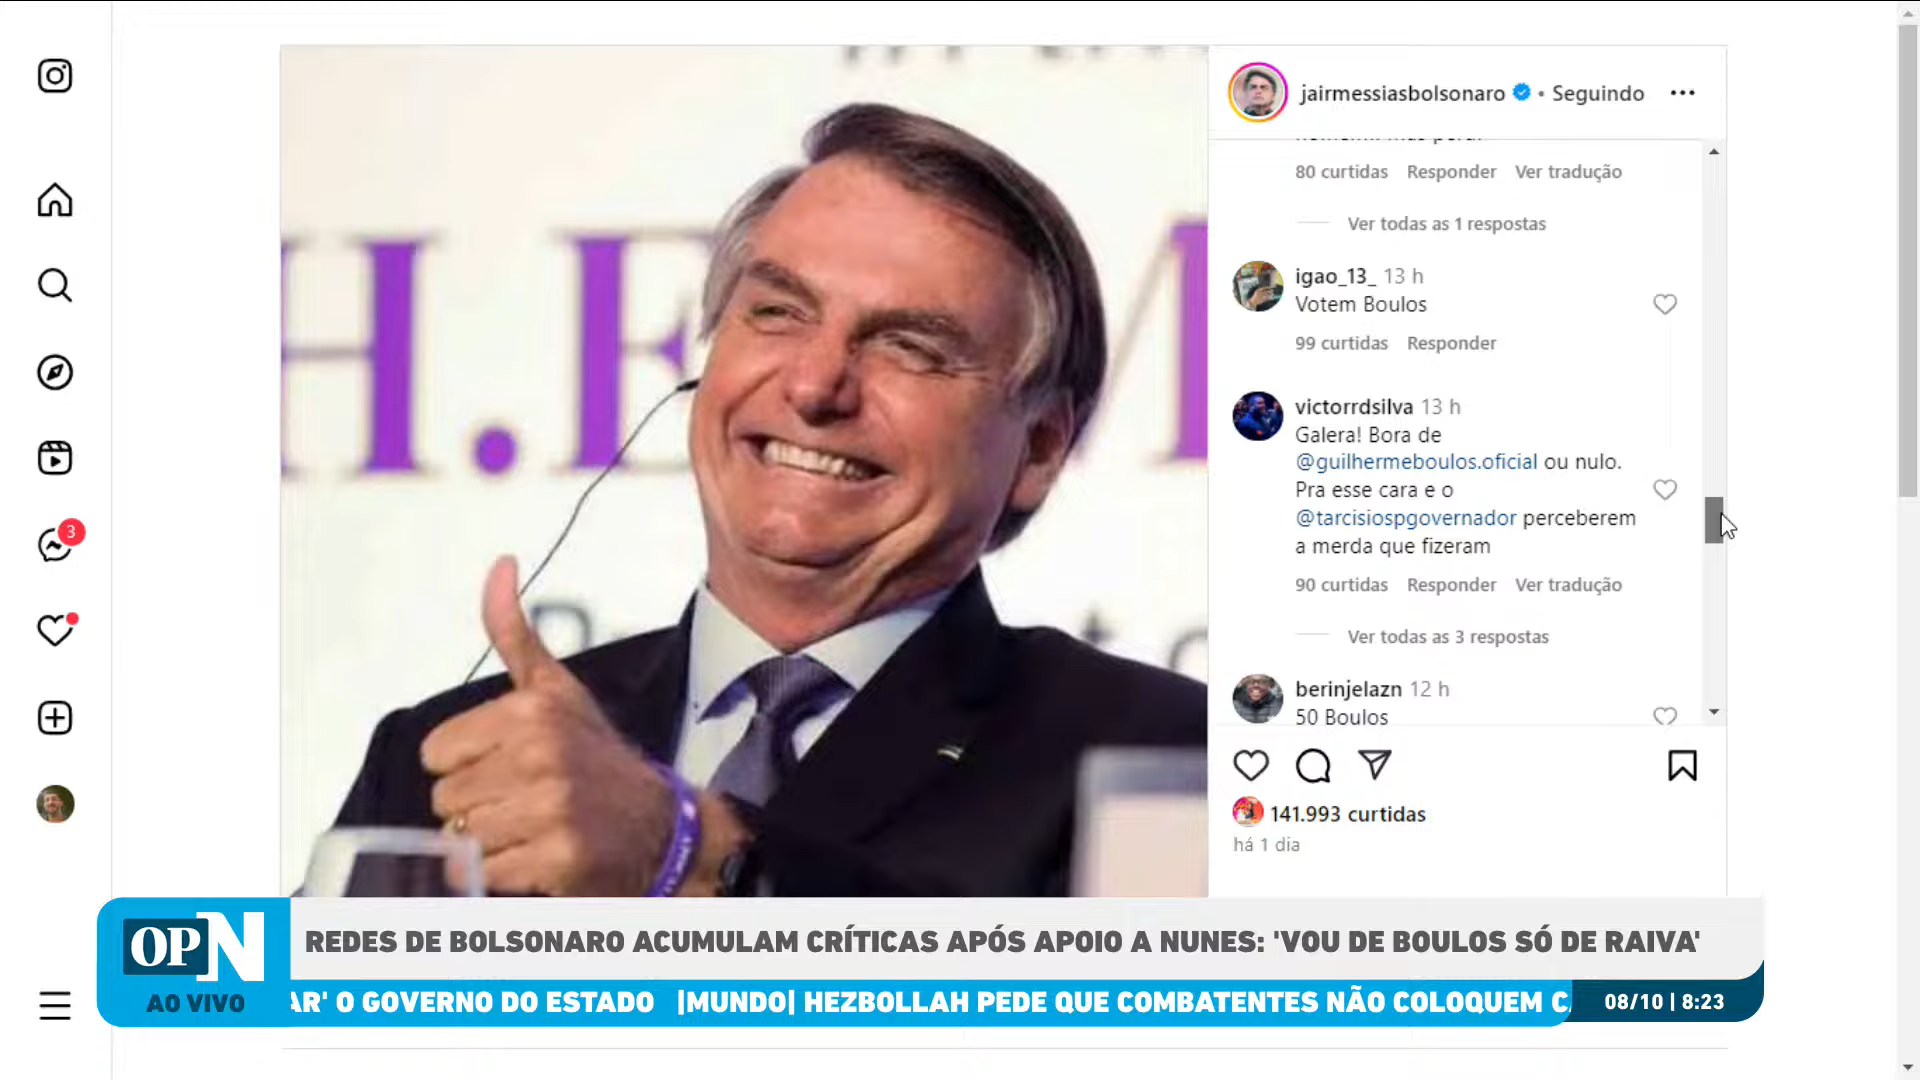 H.E
jairmessiasbolsonaro • Seguindo
80 curtidas Responder Ver tradução
Ver todas as 1 respostas
igao_13_ 13 h
Votem Boulos
99 curtidas Responder
victorrdsilva 13 h
Galera! Bora de
@guilhermeboulos.oficial ou nulo.
Pra esse cara e o
@tarcisiospgovernador perceberem
a merda que fizeram
90 curtidas Responder Ver tradução
Ver todas as 3 respostas
berinjelazn 12 h
50 Boulos
3
141.993 curtidas
há 1 dia
OPN
AO VIVO
REDES DE BOLSONARO ACUMULAM CRÍTICAS APÓS APOIO A NUNES: 'VOU DE BOULOS SÓ DE RAIVA'
AR' O GOVERNO DO ESTADO |MUNDO| HEZBOLLAH PEDE QUE COMBATENTES NÃO COLOQUEM
08/10 | 8:23